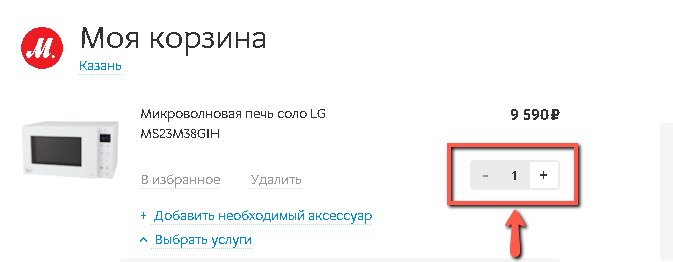 М.
Моя корзина
Казань
Микроволновая печь соло LG
MS23M38GIH
9 590 ₽
В избранное Удалить
- 1 +
+ Добавить необходимый аксессуар
Выбрать услуги